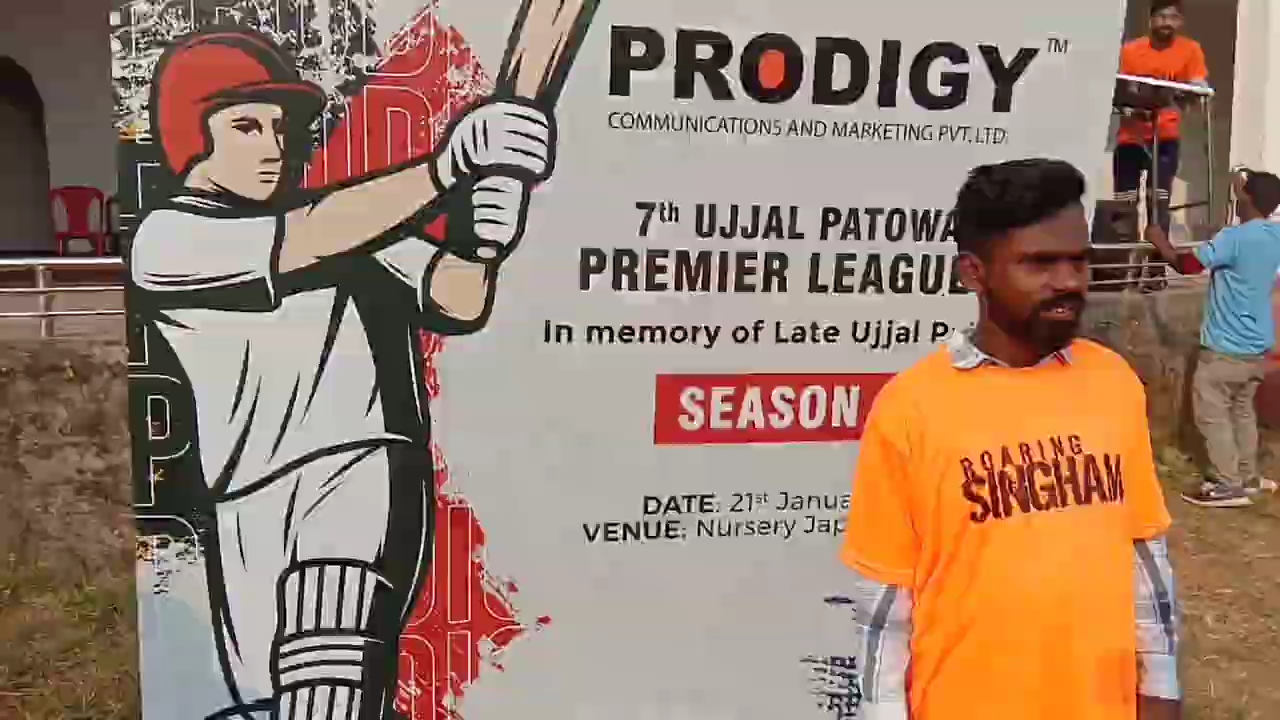 PRODIGY™
COMMUNICATIONS AND MARKETING PVT. LTD.
7th UJJAL PATOWA
PREMIER LEAGUE
In memory of Late Ujjal P
SEASON
DATE: 21st Janua
VENUE: Nursery Jap
ROARING
SINGHAM